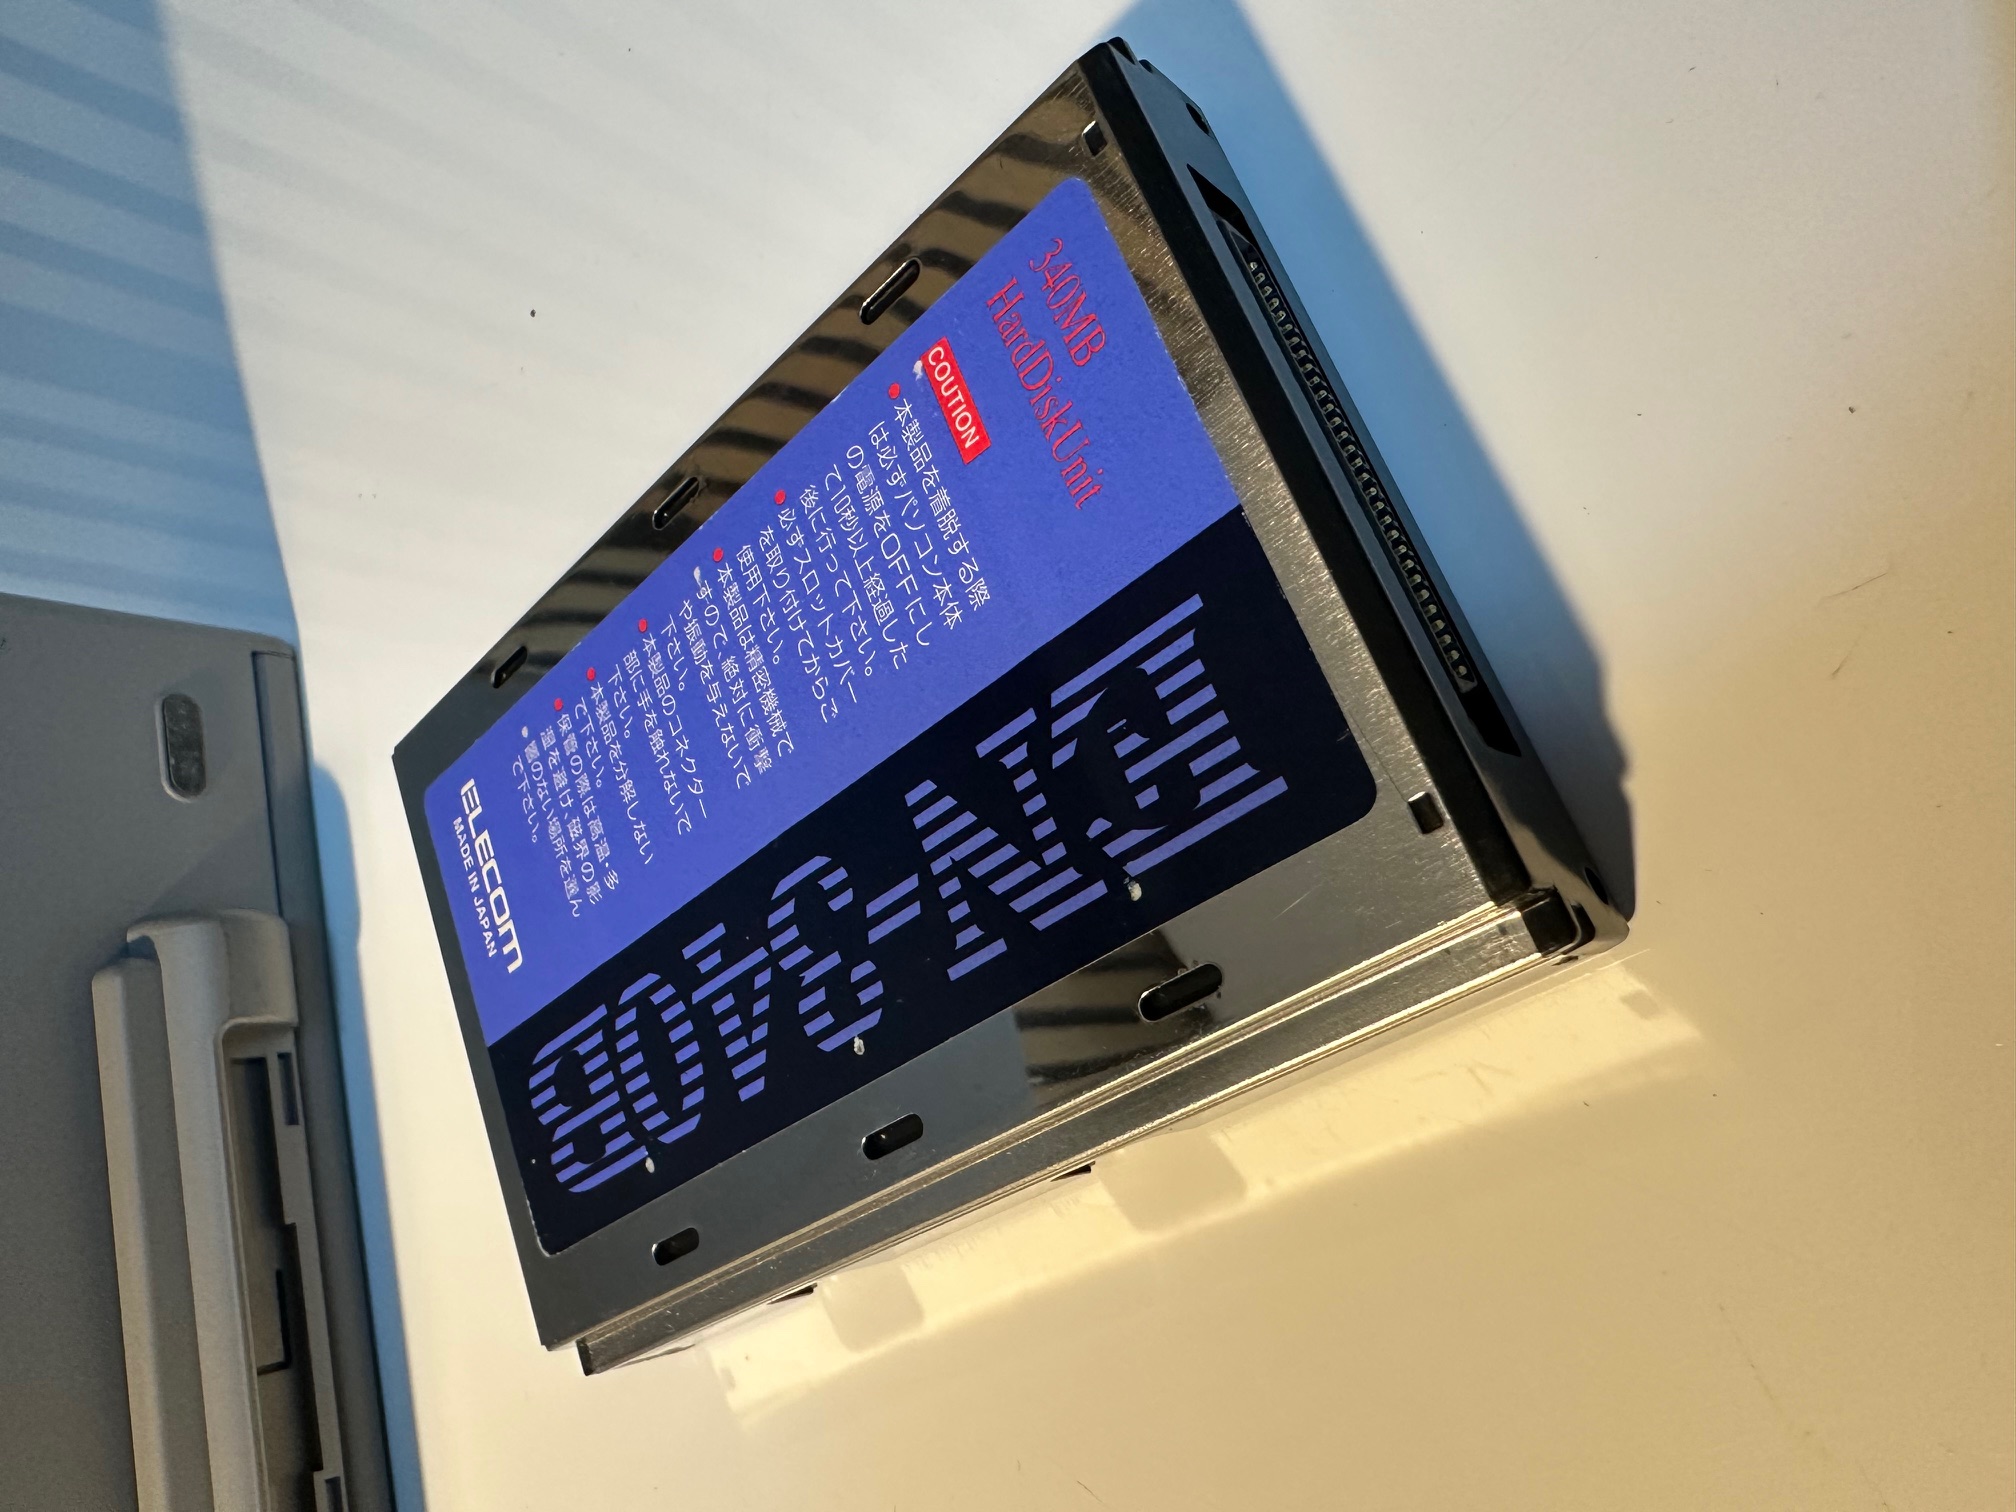 340MB
HardDiskUnit
COUTION
●本製品を着脱する際
は必ずパソコン本体
の電源をOFFにし
て10秒以上経過した
後に行って下さい。
●必ずスロットカバー
を取り付けてからご
使用下さい。
●本製品は精密機械で
すので、絶対に衝撃
や振動を与えないで
下さい。
●本製品のコネクター
部に手を触れないで
下さい。
●本製品を分解しない
で下さい。
●保管の際は高温・多
湿を避け、磁界の影
響のない場所を選ん
で下さい。
ELECOM
MADE IN JAPAN
EN-340B